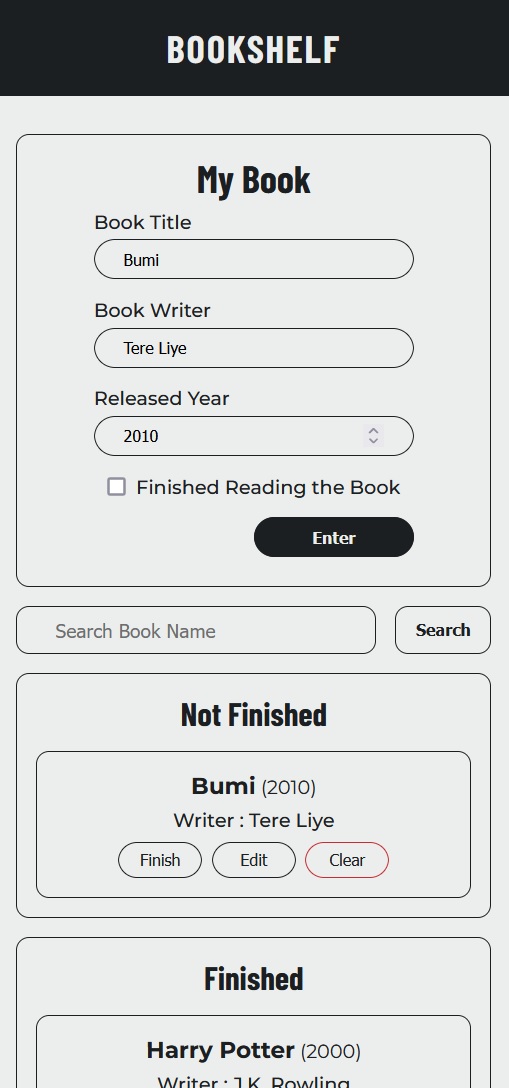 BOOKSHELF
My Book
Book Title
Bumi
Book Writer
Tere Liye
Released Year
2010
Finished Reading the Book
Enter
Search Book Name
Search
Not Finished
Bumi (2010)
Writer : Tere Liye
Finish
Edit
Clear
Finished
Harry Potter (2000)
Writer : J.K. Rowling